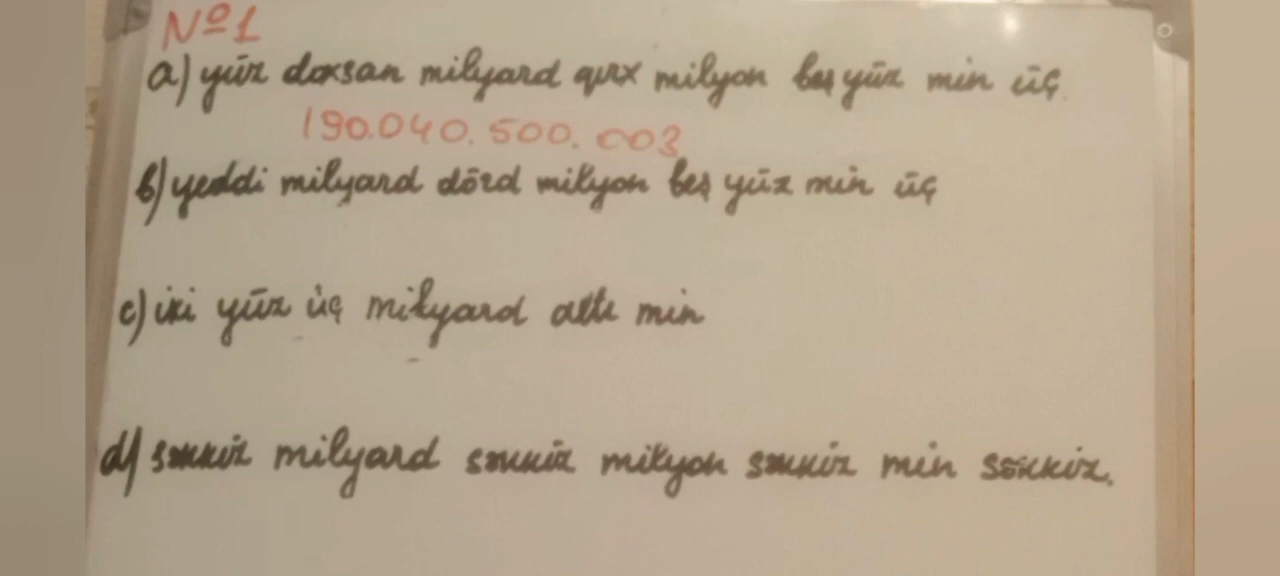 №1
a) yüz doxsan milyard qırx milyon beş yüz min üç.
190.040.500.003
b) yeddi milyard dörd milyon beş yüz min üç
c) iki yüz üç milyard altı min
d) səkkiz milyard səkkiz milyon səkkiz min səkkiz.